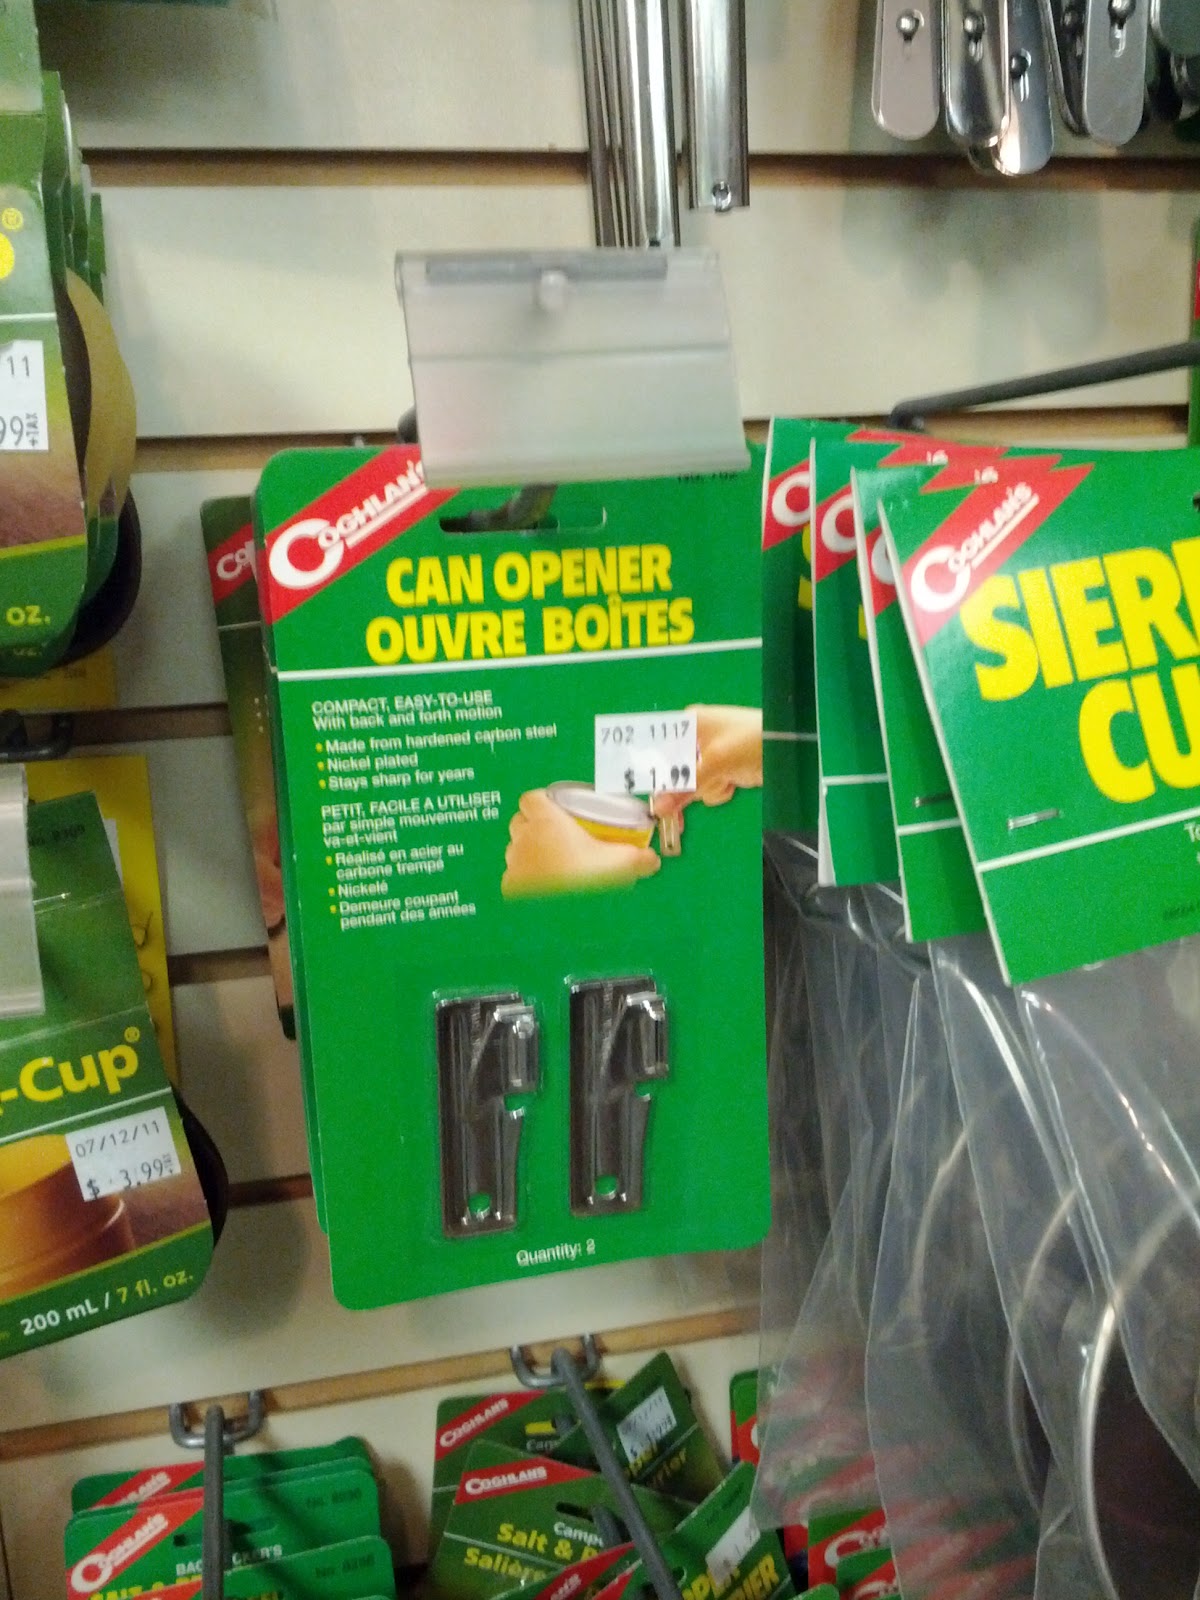 COGHLAN'S
CAN OPENER
OUVRE BOÎTES
COMPACT, EASY-TO-USE
With back and forth motion
• Made from hardened carbon steel
• Nickel plated
• Stays sharp for years
PETIT, FACILE A UTILISER
par simple mouvement de
va-et-vient
• Réalisé en acier au
carbone trempé
• Nickelé
• Demeure coupant
pendant des années
702 1117
$ 1.99
Quantity: 2
COGHLAN'S
SIER
CU
11
99 +TAX
oz.
-Cup®
07/12/11
$ 3.99
200 mL / 7 fl. oz.
COGHLAN'S
COGHLAN'S
COGHLAN'S
Salt &
Salière